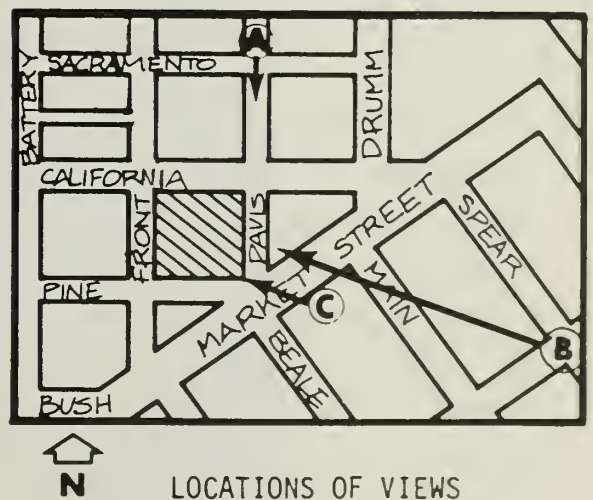 A
SACRAMENTO
BATTERY
DRUMM
CALIFORNIA
FRONT
DAVIS
MARKET STREET
SPEAR
MAIN
PINE
C
B
BEALE
BUSH
N
LOCATIONS OF VIEWS